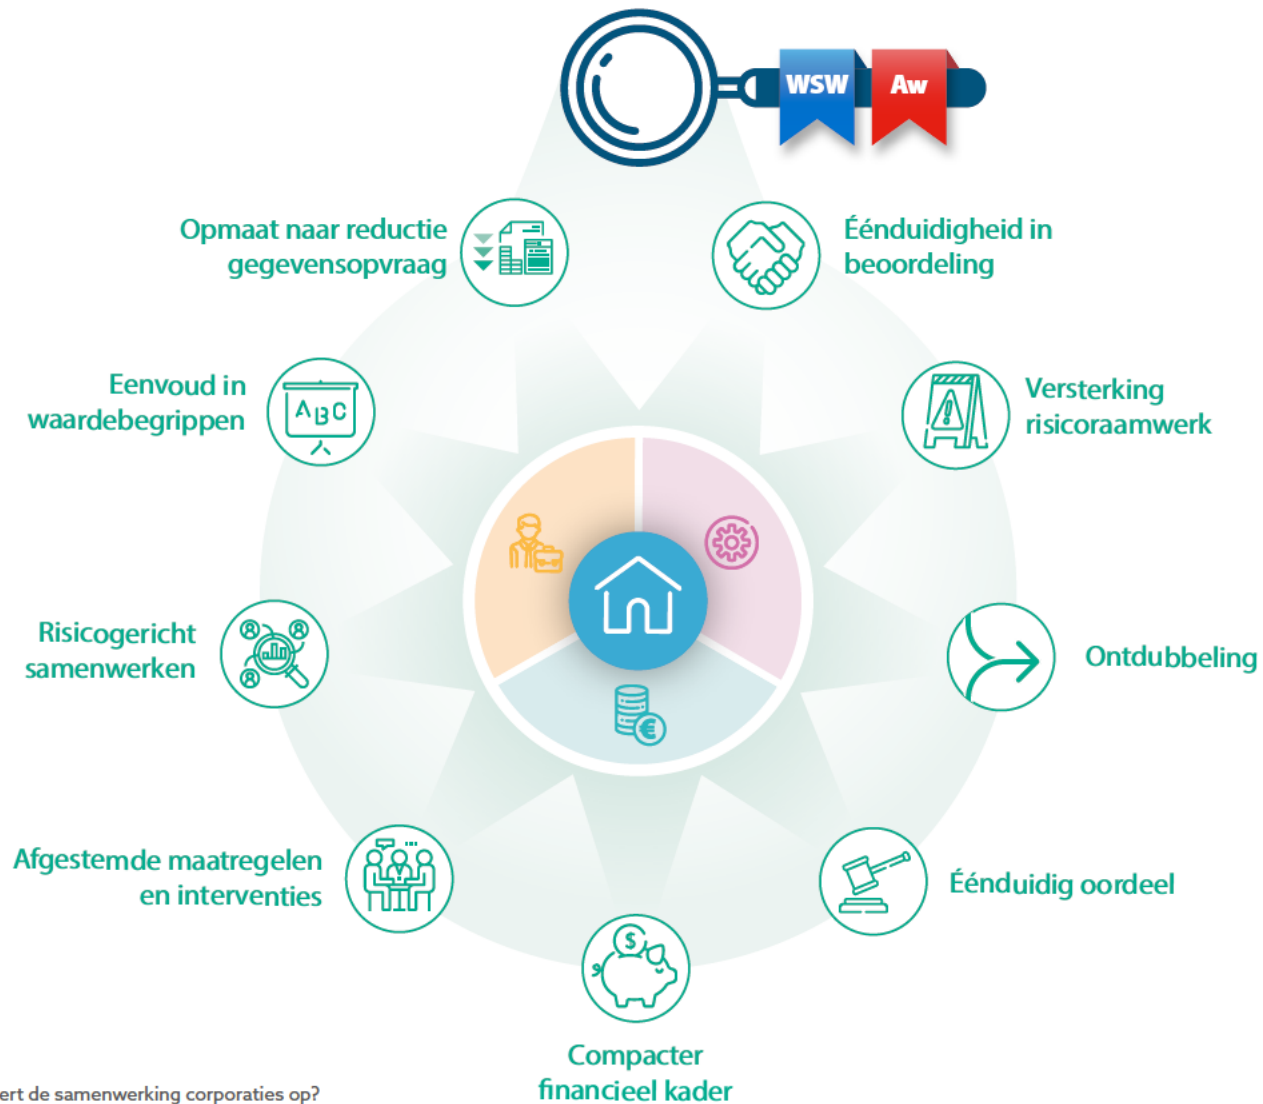 WSW
Aw
Opmaat naar reductie
gegevensopvraag
Éénduidigheid in
beoordeling
Eenvoud in
waardebegrippen
ABC
Versterking
risicoraamwerk
Risicogericht
samenwerken
Ontdubbeling
Afgestemde maatregelen
en interventies
Éénduidig oordeel
Compacter
financieel kader
ert de samenwerking corporaties op?